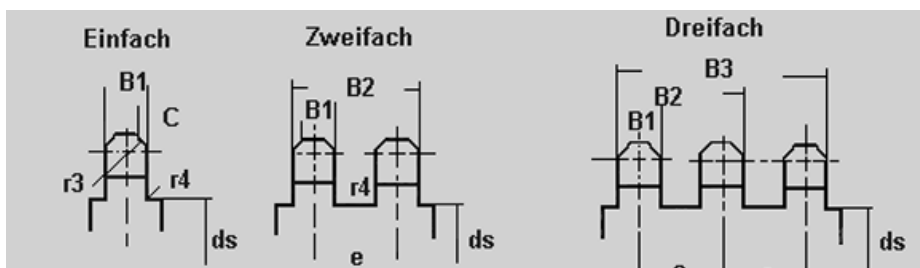 Einfach
B1
C
r3
r4
ds
Zweifach
B2
B1
r4
ds
e
Dreifach
B3
B2
B1
ds